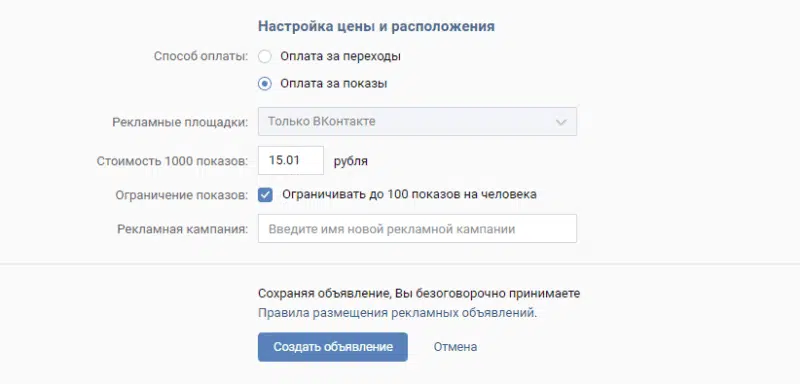 Настройка цены и расположения
Способ оплаты: Оплата за переходы
Оплата за показы
Рекламные площадки: Только ВКонтакте
Стоимость 1000 показов: 15.01 рубля
Ограничение показов: Ограничивать до 100 показов на человека
Рекламная кампания: Введите имя новой рекламной кампании
Сохраняя объявление, Вы безоговорочно принимаете
Правила размещения рекламных объявлений.
Создать объявление Отмена